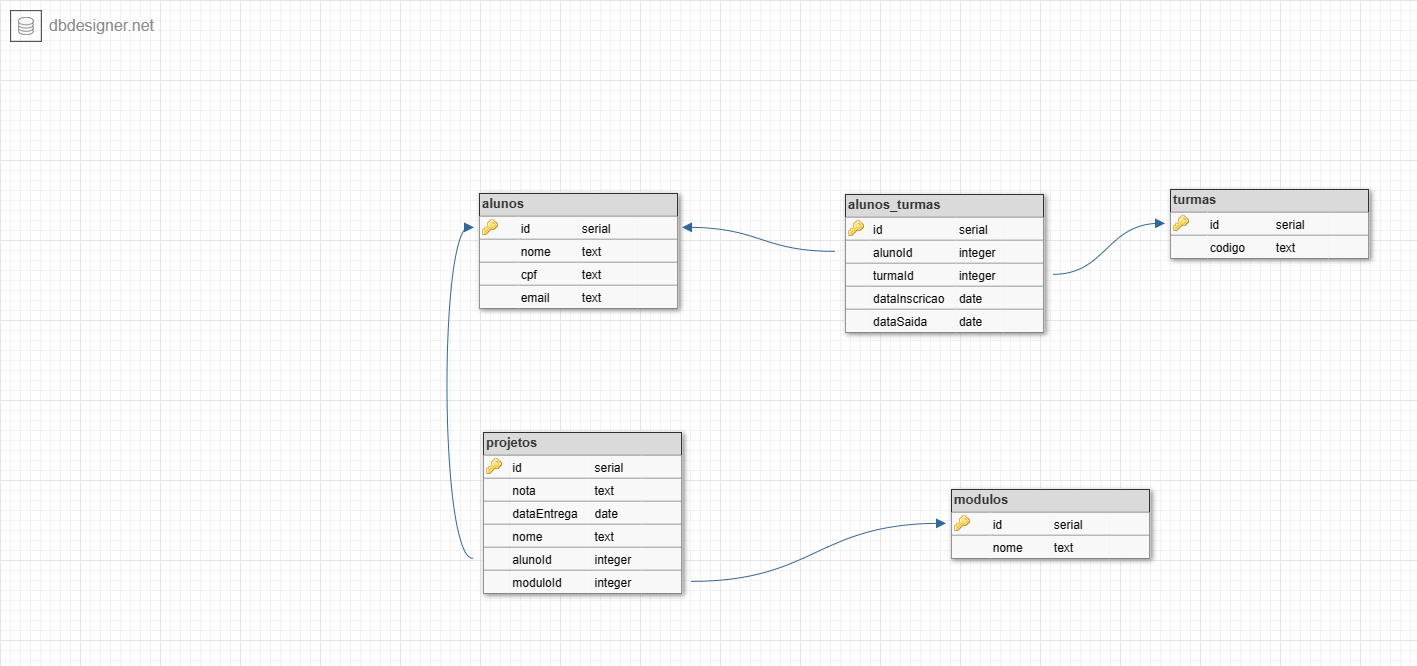 dbdesigner.net
alunos
id serial
nome text
cpf text
email text
alunos_turmas
id serial
alunoId integer
turmaId integer
dataInscricao date
dataSaida date
turmas
id serial
codigo text
projetos
id serial
nota text
dataEntrega date
nome text
alunoId integer
moduloId integer
modulos
id serial
nome text